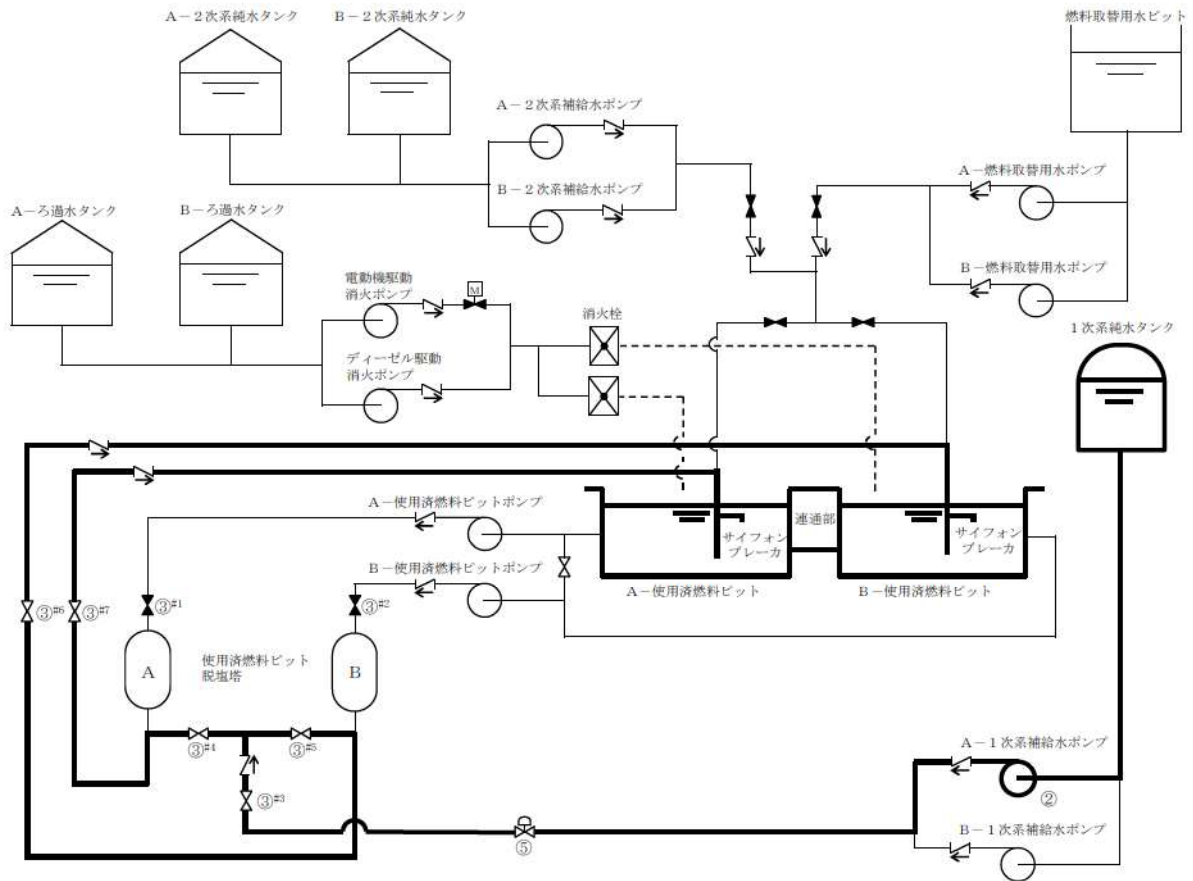 A-2次系純水タンク
B-2次系純水タンク
燃料取替用水ピット
A-2次系補給水ポンプ
B-2次系補給水ポンプ
A-燃料取替用水ポンプ
B-燃料取替用水ポンプ
A-ろ過水タンク
B-ろ過水タンク
電動機駆動
消火ポンプ
M
ディーゼル駆動
消火ポンプ
消火栓
1次系純水タンク
A-使用済燃料ピットポンプ
B-使用済燃料ピットポンプ
サイフォン
ブレーカ
連通部
サイフォン
ブレーカ
A-使用済燃料ピット
B-使用済燃料ピット
③#6
③#7
③#1
③#2
A
使用済燃料ピット
脱塩塔
B
③#4
③#5
③#3
⑤
A-1次系補給水ポンプ
②
B-1次系補給水ポンプ